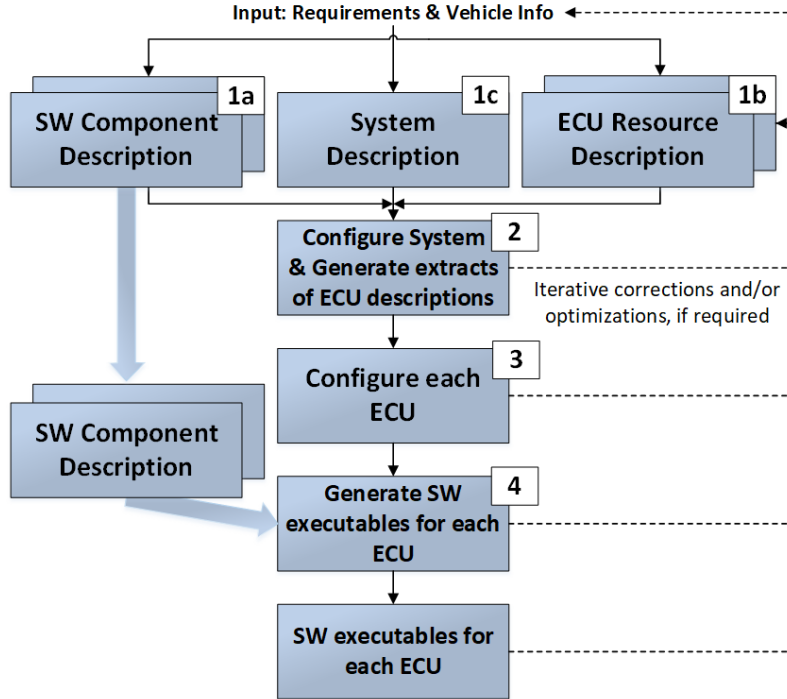 Input: Requirements & Vehicle Info
1a
SW Component
Description
1c
System
Description
1b
ECU Resource
Description
2
Configure System
& Generate extracts
of ECU descriptions
Iterative corrections and/or
optimizations, if required
3
Configure each
ECU
SW Component
Description
4
Generate SW
executables for each
ECU
SW executables for
each ECU